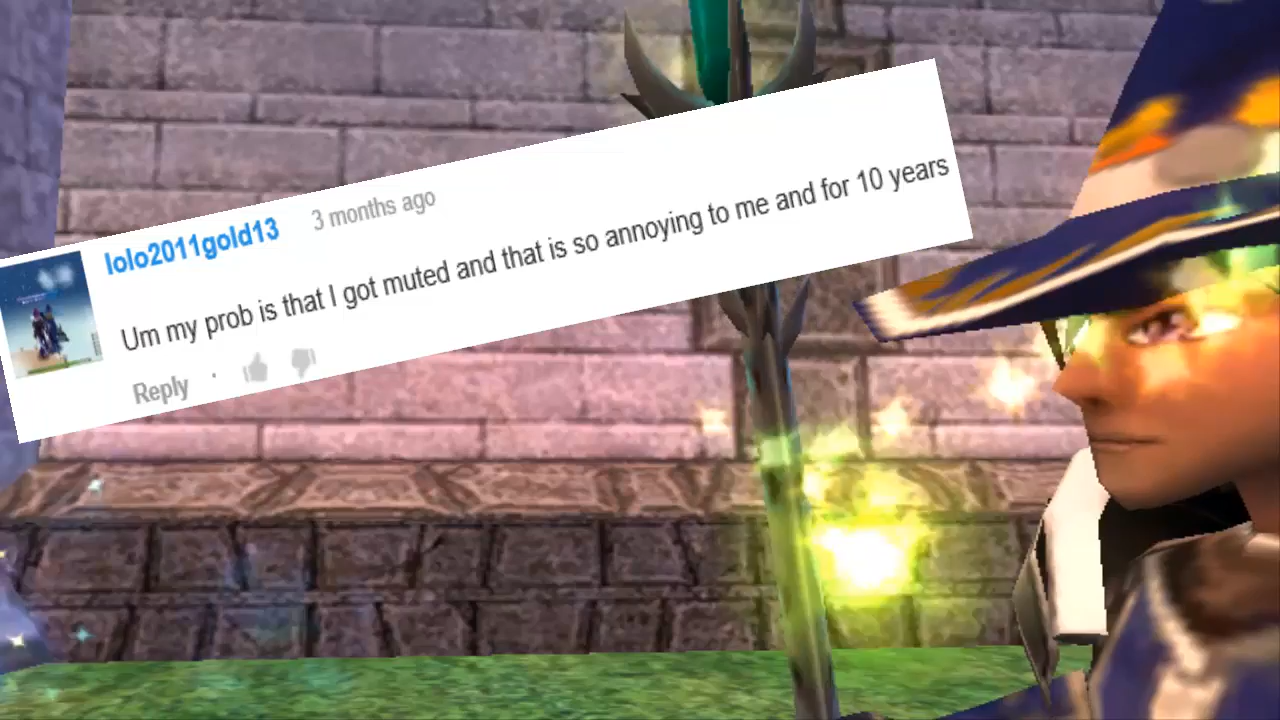 lolo2011gold13 3 months ago
Um my prob is that I got muted and that is so annoying to me and for 10 years
Reply ·